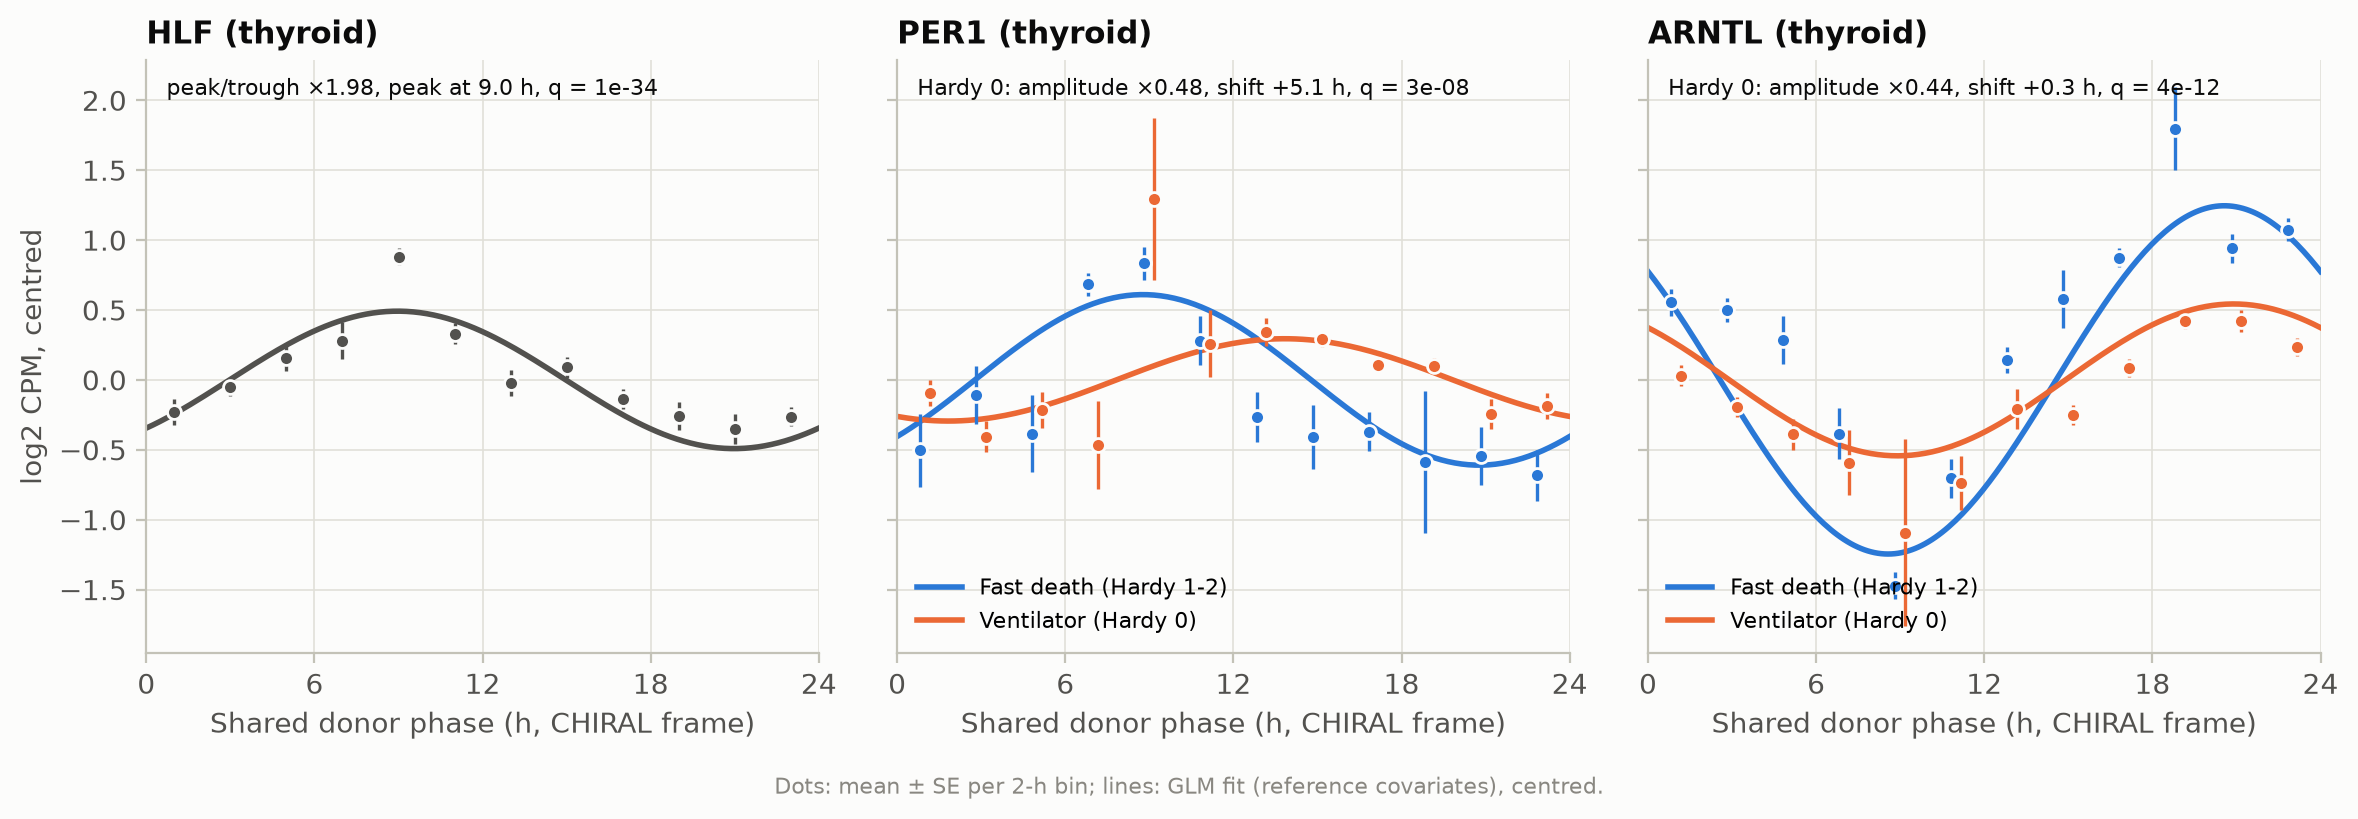 HLF (thyroid)
peak/trough ×1.98, peak at 9.0 h, q = 1e-34
log2 CPM, centred
2.0
1.5
1.0
0.5
0.0
−0.5
−1.0
−1.5
0 6 12 18 24
Shared donor phase (h, CHIRAL frame)
PER1 (thyroid)
Hardy 0: amplitude ×0.48, shift +5.1 h, q = 3e-08
Fast death (Hardy 1-2)
Ventilator (Hardy 0)
0 6 12 18 24
Shared donor phase (h, CHIRAL frame)
ARNTL (thyroid)
Hardy 0: amplitude ×0.44, shift +0.3 h, q = 4e-12
Fast death (Hardy 1-2)
Ventilator (Hardy 0)
0 6 12 18 24
Shared donor phase (h, CHIRAL frame)
Dots: mean ± SE per 2-h bin; lines: GLM fit (reference covariates), centred.